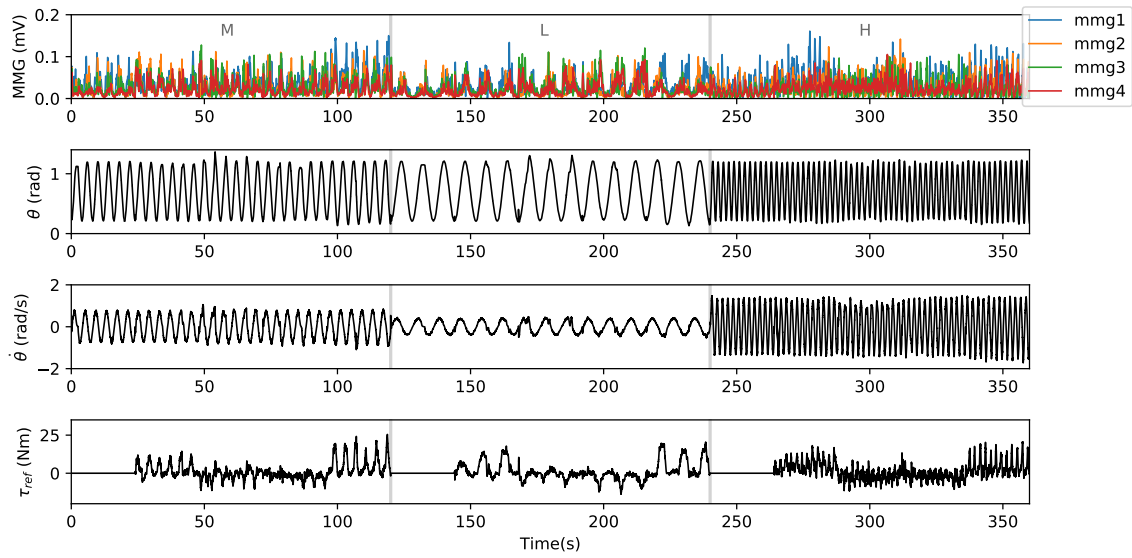 MMG (mV)
0.2
0.1
0.0
M
L
H
mmg1
mmg2
mmg3
mmg4
0 50 100 150 200 250 300 350
θ (rad)
1
0
0 50 100 150 200 250 300 350
θ̇ (rad/s)
2
0
−2
0 50 100 150 200 250 300 350
τref (Nm)
25
0
0 50 100 150 200 250 300 350
Time(s)